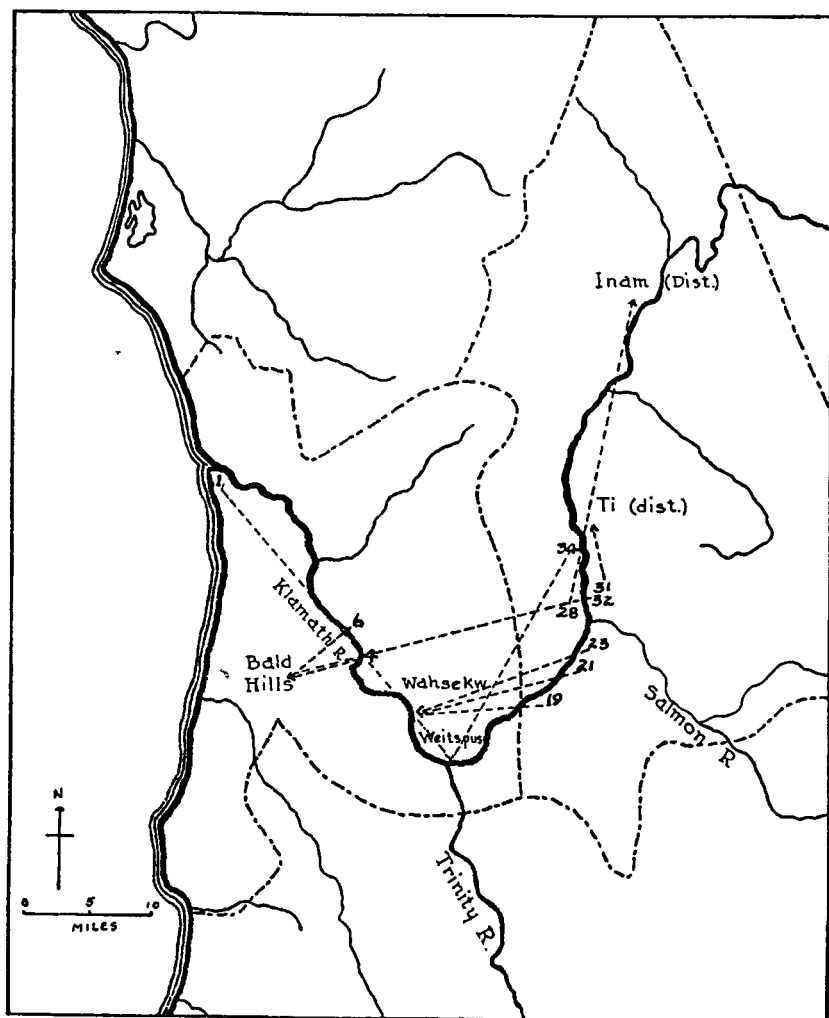 Inam (Dist.)
Ti (dist.)
1
34
31
32
28
Klamath R.
6
4
23
Bald
Hills
Wahsekw
21
19
Weitspus
Salmon R
N
Trinity R.
0 5 10
MILES